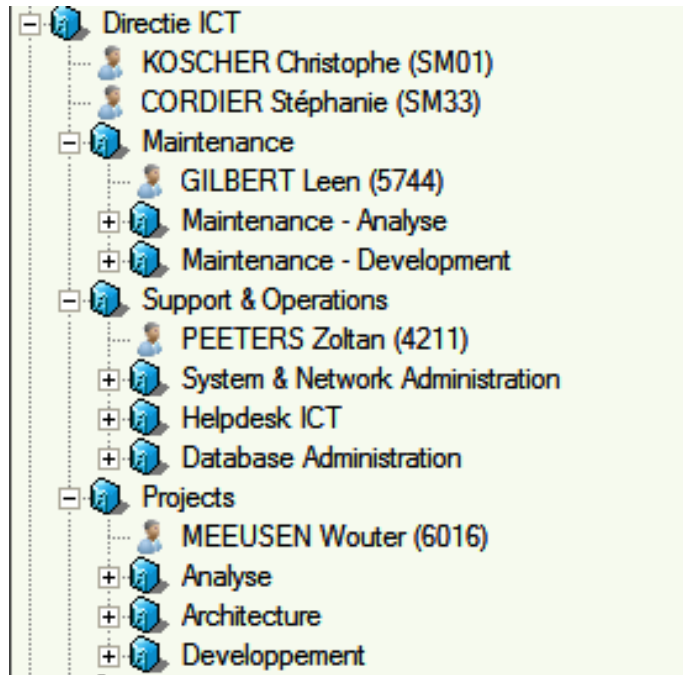 Directie ICT
KOSCHER Christophe (SM01)
CORDIER Stéphanie (SM33)
Maintenance
GILBERT Leen (5744)
Maintenance - Analyse
Maintenance - Development
Support & Operations
PEETERS Zoltan (4211)
System & Network Administration
Helpdesk ICT
Database Administration
Projects
MEEUSEN Wouter (6016)
Analyse
Architecture
Developpement